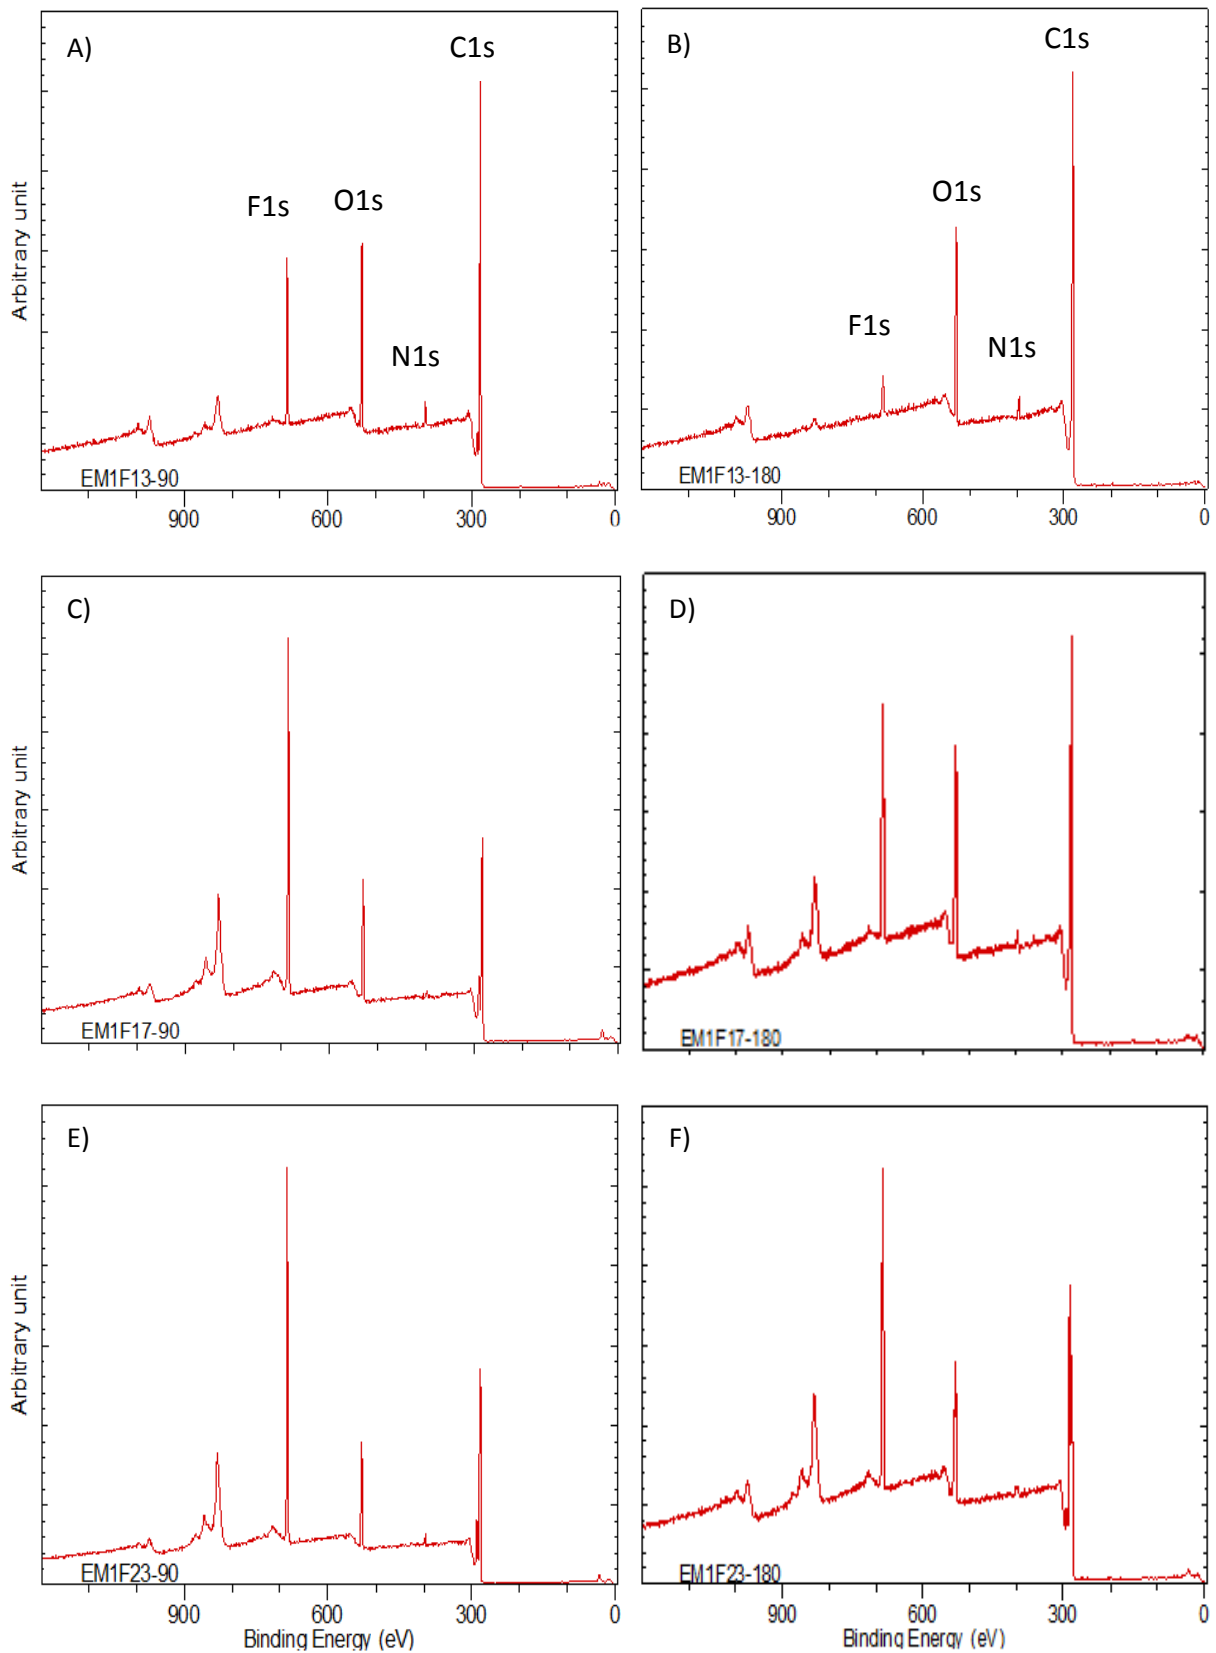 A)
C1s
F1s
O1s
N1s
Arbitrary unit
EM1F13-90
900 600 300 0
B)
C1s
O1s
F1s
N1s
EM1F13-180
900 600 300 0
C)
Arbitrary unit
EM1F17-90
D)
EM1F17-180
E)
Arbitrary unit
EM1F23-90
900 600 300 0
Binding Energy (eV)
F)
EM1F23-180
900 600 300 0
Binding Energy (eV)